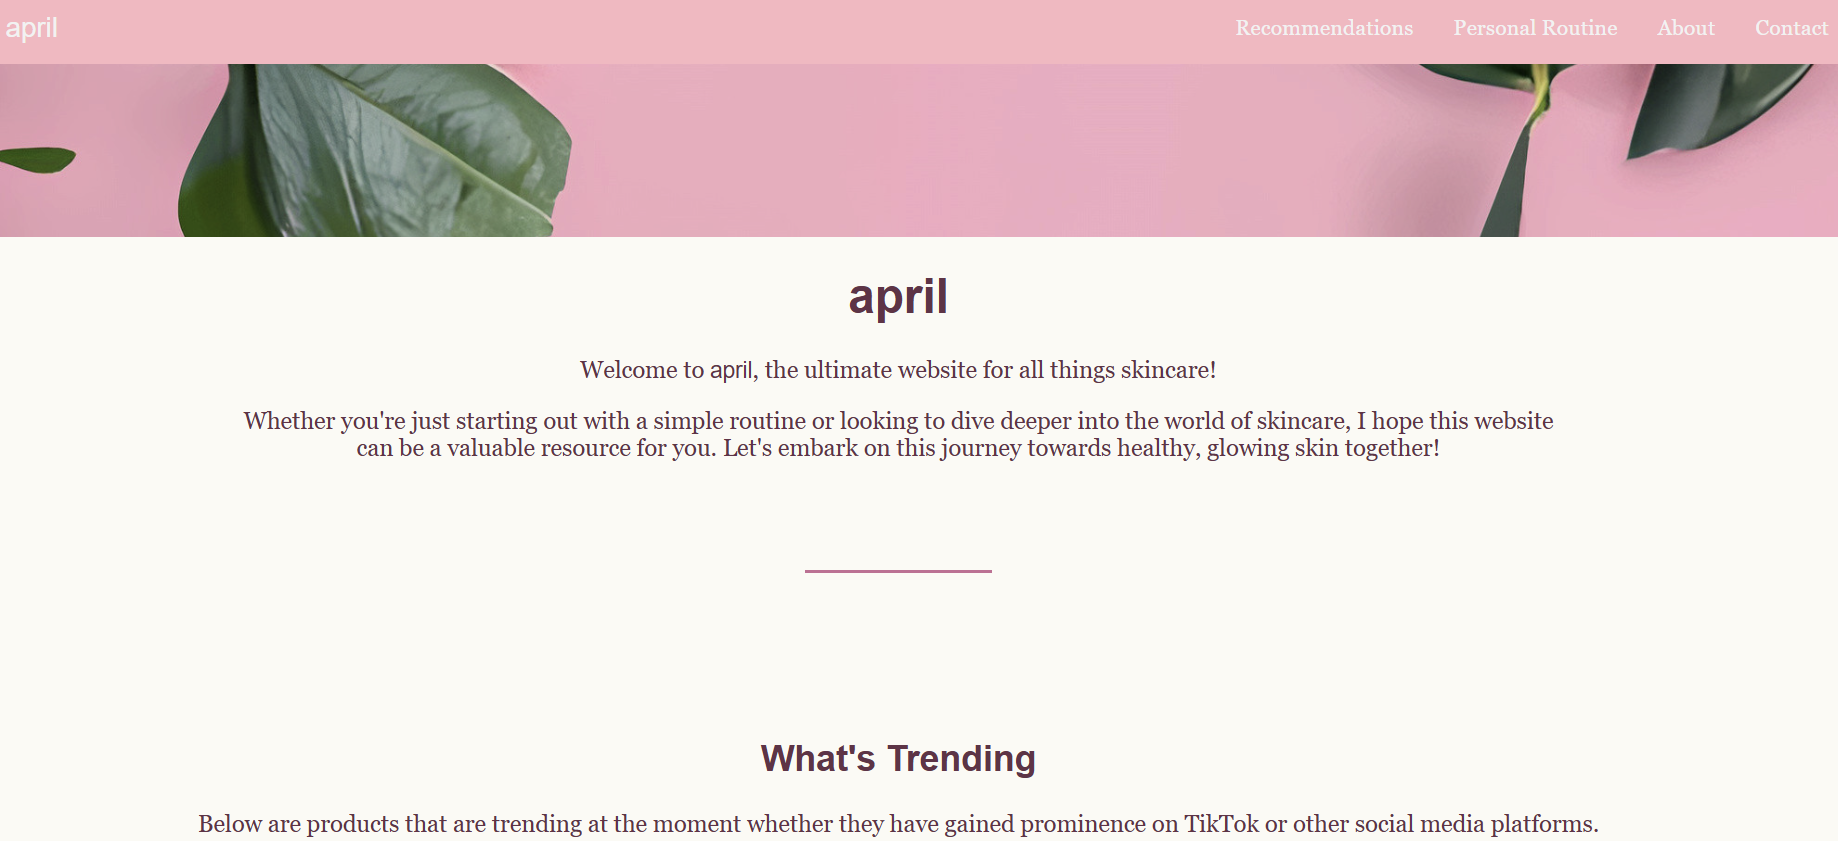 april
Recommendations Personal Routine About Contact
april
Welcome to april, the ultimate website for all things skincare!
Whether you're just starting out with a simple routine or looking to dive deeper into the world of skincare, I hope this website
can be a valuable resource for you. Let's embark on this journey towards healthy, glowing skin together!
What's Trending
Below are products that are trending at the moment whether they have gained prominence on TikTok or other social media platforms.